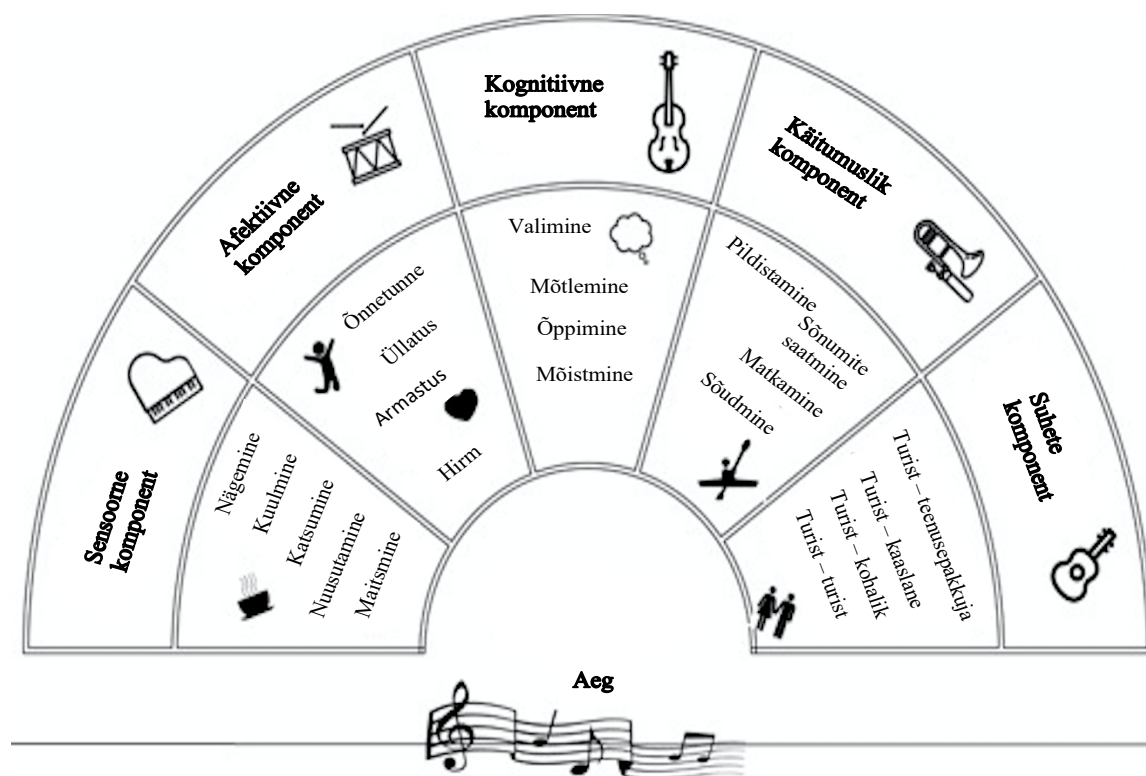 Kognitiivne
komponent
Afektiivne
komponent
Käitumuslik
komponent
Sensoorne
komponent
Suhete
komponent
Nägemine
Kuulmine
Katsumine
Nuusutamine
Maitsmine
Õnnetunne
Üllatus
Armastus
Hirm
Valimine
Mõtlemine
Õppimine
Mõistmine
Pildistamine
Sõnumite
saatmine
Matkamine
Sõudmine
Turist – teenusepakkuja
Turist – kaaslane
Turist – kohalik
Turist – turist
Aeg